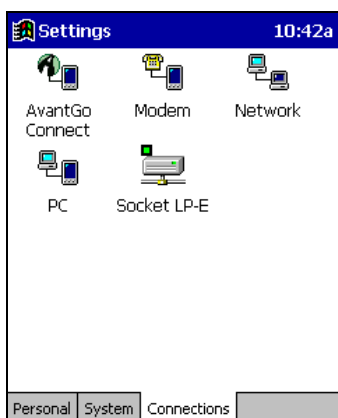 Settings 10:42a
AvantGo Modem Network
Connect
PC Socket LP-E
Personal System Connections